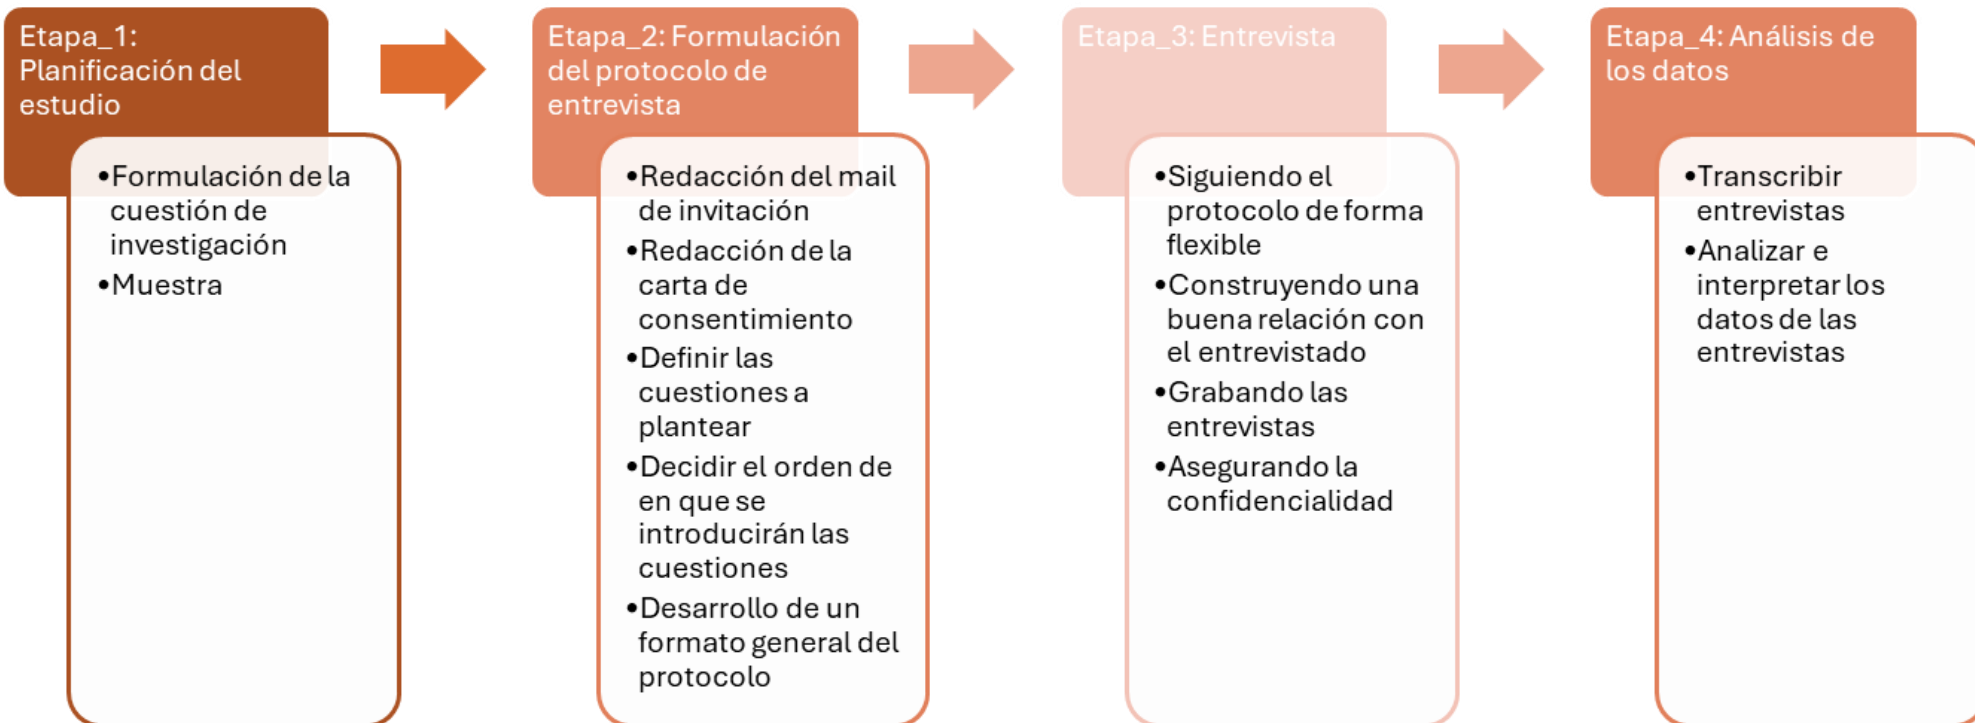 Etapa_1:
Planificación del
estudio
•Formulación de la
cuestión de
investigación
•Muestra
Etapa_2: Formulación
del protocolo de
entrevista
•Redacción del mail
de invitación
•Redacción de la
carta de
consentimiento
•Definir las
cuestiones a
plantear
•Decidir el orden de
en que se
introducirán las
cuestiones
•Desarrollo de un
formato general del
protocolo
Etapa_3: Entrevista
•Siguiendo el
protocolo de forma
flexible
•Construyendo una
buena relación con
el entrevistado
•Grabando las
entrevistas
•Asegurando la
confidencialidad
Etapa_4: Análisis de
los datos
•Transcribir
entrevistas
•Analizar e
interpretar los
datos de las
entrevistas